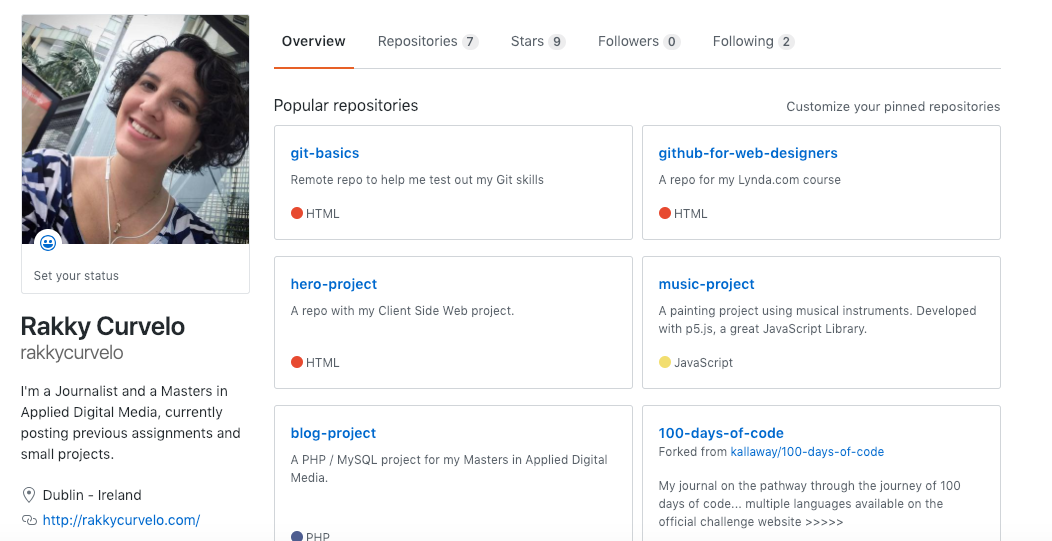 Overview
Repositories 7
Stars 9
Followers 0
Following 2
Popular repositories
Customize your pinned repositories
git-basics
Remote repo to help me test out my Git skills
HTML
github-for-web-designers
A repo for my Lynda.com course
HTML
hero-project
A repo with my Client Side Web project.
HTML
music-project
A painting project using musical instruments. Developed
with p5.js, a great JavaScript Library.
JavaScript
blog-project
A PHP / MySQL project for my Masters in Applied Digital
Media.
PHP
100-days-of-code
Forked from kallaway/100-days-of-code
My journal on the pathway through the journey of 100
days of code... multiple languages available on the
official challenge website >>>>>
Set your status
Rakky Curvelo
rakkycurvelo
I'm a Journalist and a Masters in
Applied Digital Media, currently
posting previous assignments and
small projects.
Dublin - Ireland
http://rakkycurvelo.com/